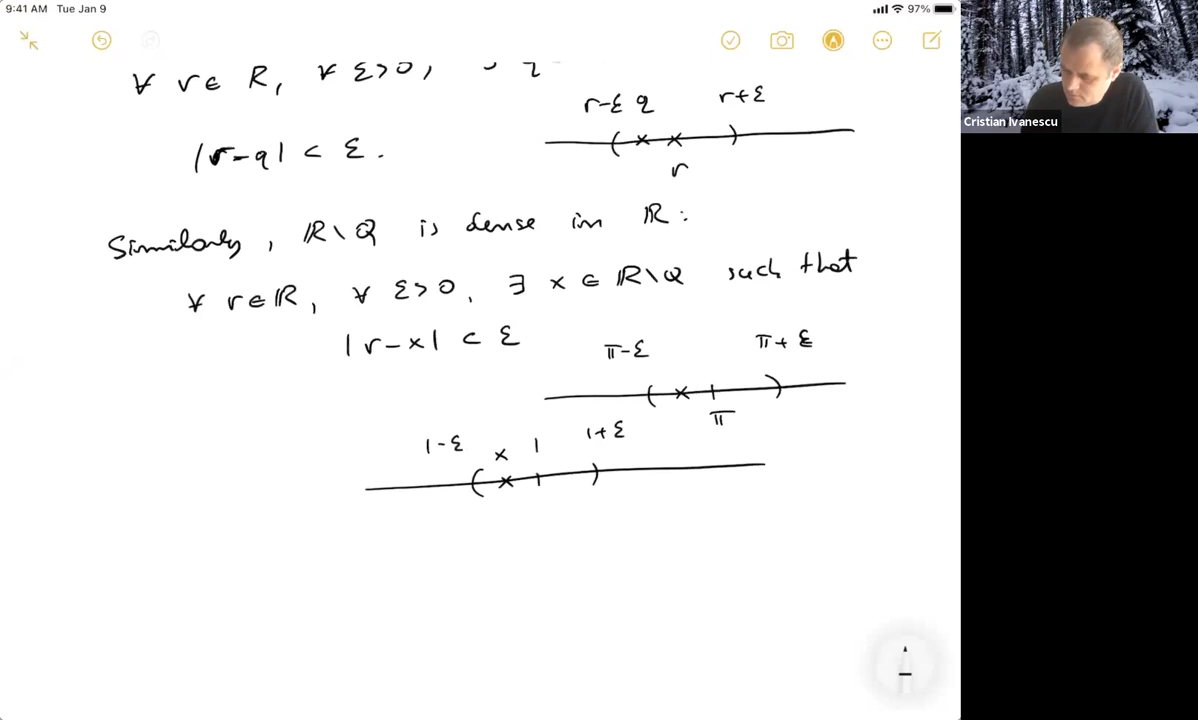 9:41 AM Tue Jan 9
97%
∀ r ∈ R, ∀ ε>0,
r-ε q r+ε
|r-q| < ε.
r
Similarly, ℝ\ℚ is dense in ℝ:
∀ r∈ℝ, ∀ ε>0, ∃ x ∈ ℝ\ℚ such that
|r-x| < ε
π-ε π+ε
π
1-ε x 1 1+ε
Cristian Ivanescu